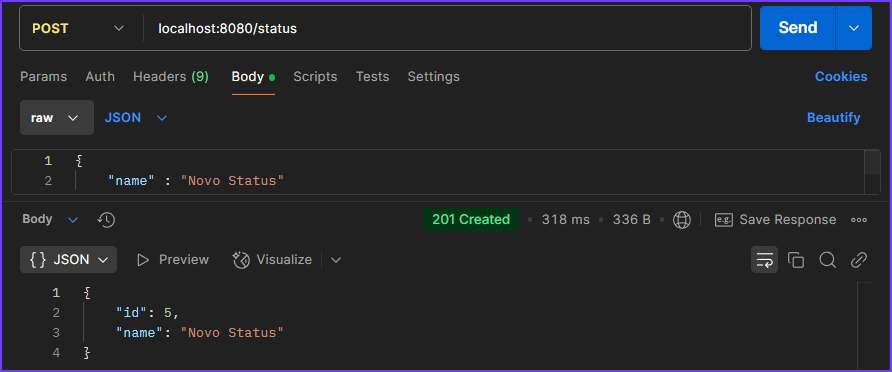 POST localhost:8080/status Send
Params Auth Headers (9) Body Scripts Tests Settings Cookies
raw JSON Beautify
1 {
2 "name" : "Novo Status"
Body 201 Created 318 ms 336 B e.g. Save Response
{} JSON Preview Visualize
1 {
2 "id": 5,
3 "name": "Novo Status"
4 }